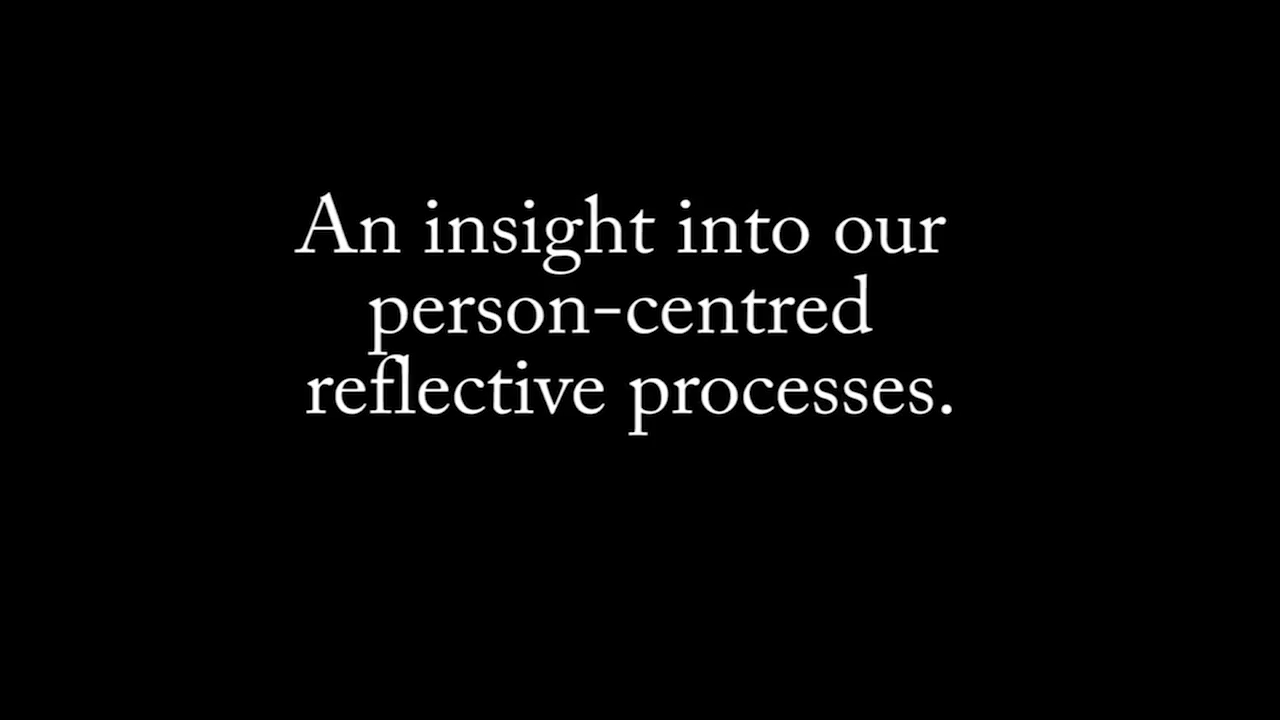 An insight into our
person-centred
reflective processes.